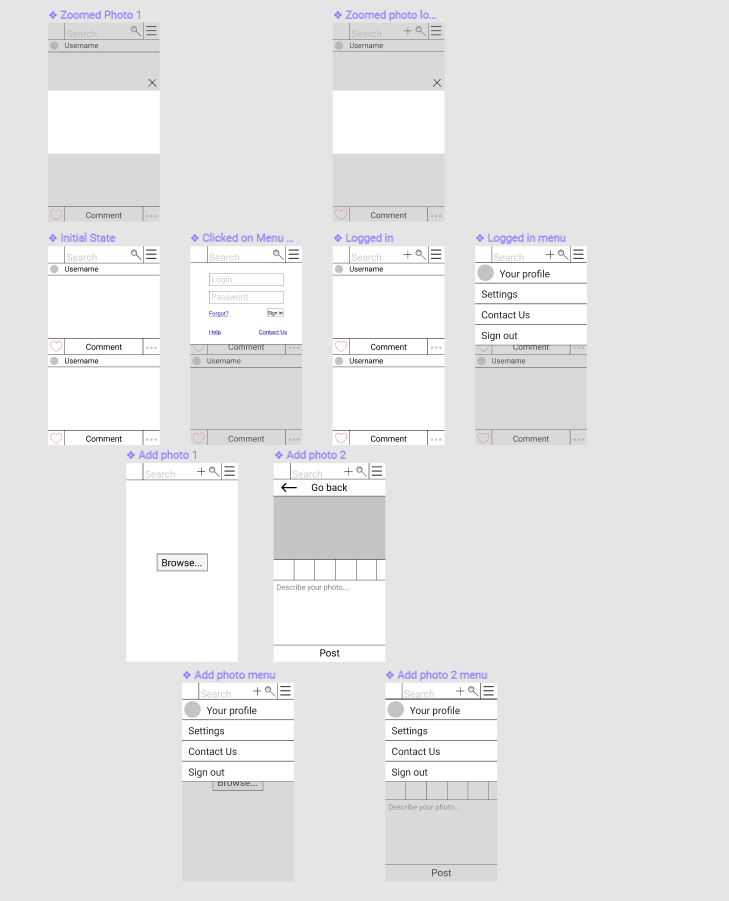 Zoomed Photo 1
Search
Username
Comment
Zoomed photo lo...
Search
Username
Comment
Initial State
Search
Username
Comment
Username
Comment
Clicked on Menu ...
Search
Login
Password
Forgot?
Sign in
Help
Contact Us
Comment
Username
Comment
Logged in
Search
Username
Comment
Username
Comment
Logged in menu
Search
Your profile
Settings
Contact Us
Sign out
Comment
Username
Comment
Add photo 1
Search
Browse...
Add photo 2
Search
Go back
Describe your photo...
Post
Add photo menu
Search
Your profile
Settings
Contact Us
Sign out
Browse...
Add photo 2 menu
Search
Your profile
Settings
Contact Us
Sign out
Describe your photo...
Post